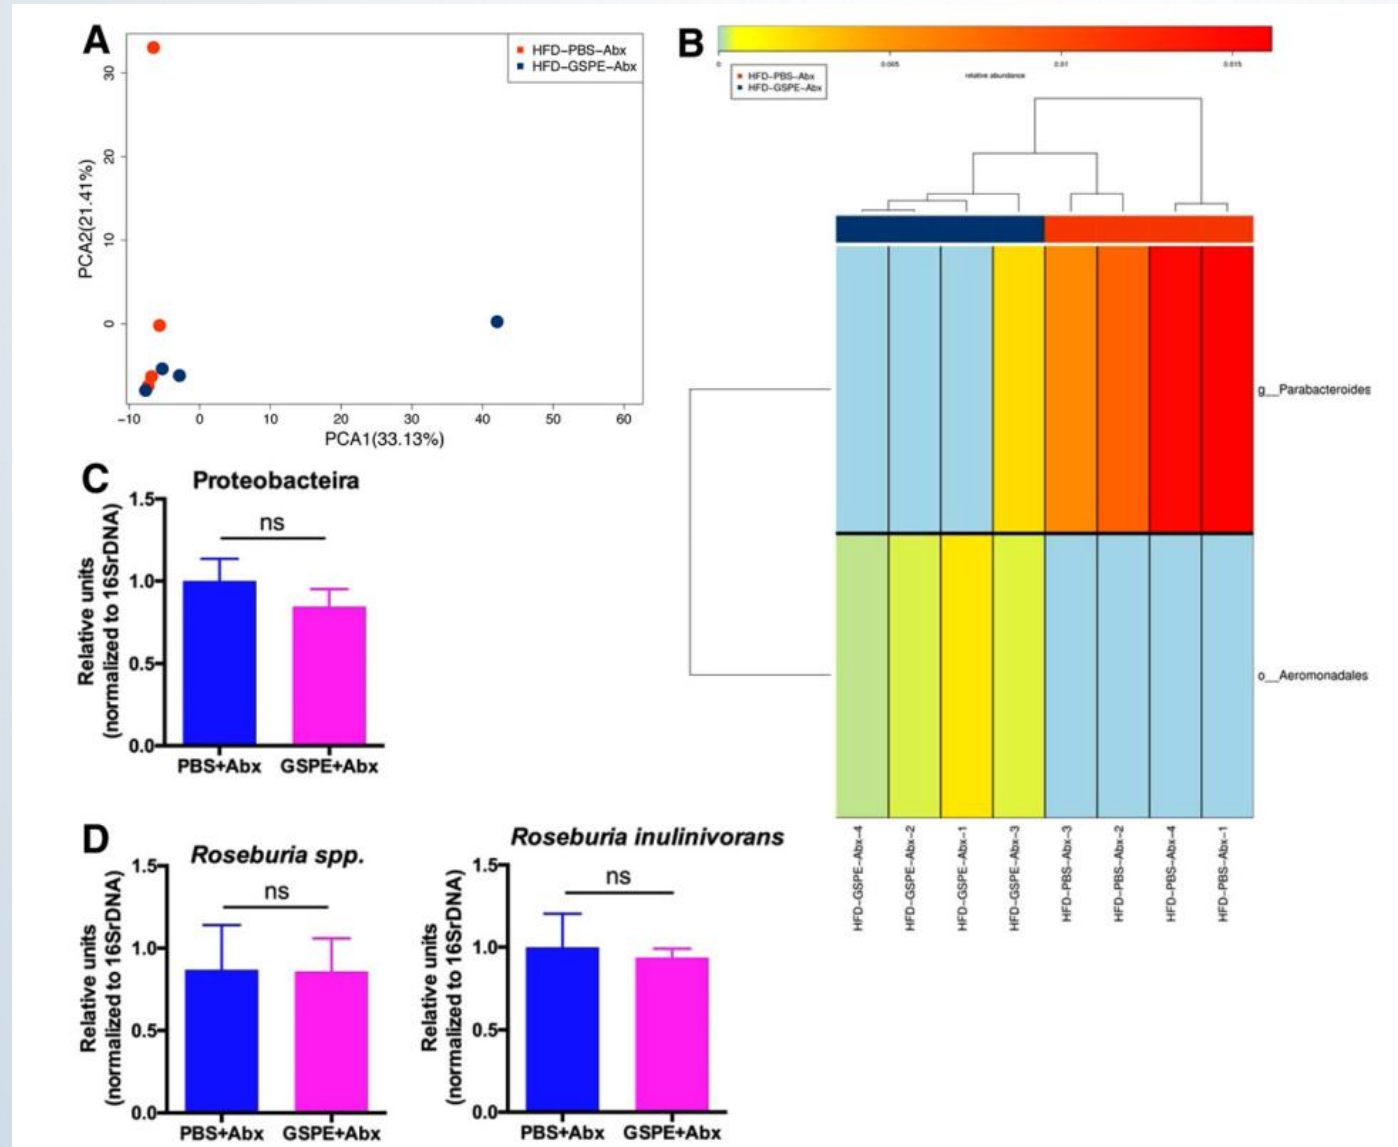 A
HFD-PBS-Abx
HFD-GSPE-Abx
PCA2(21.41%)
30
20
10
0
-10 0 10 20 30 40 50 60
PCA1(33.13%)
B
0 0.005 0.01 0.015
relative abundance
HFD-PBS-Abx
HFD-GSPE-Abx
g__Parabacteroides
o__Aeromonadales
HFD-GSPE-Abx-4
HFD-GSPE-Abx-2
HFD-GSPE-Abx-1
HFD-GSPE-Abx-3
HFD-PBS-Abx-3
HFD-PBS-Abx-2
HFD-PBS-Abx-4
HFD-PBS-Abx-1
C
Proteobacteira
Relative units
(normalized to 16SrDNA)
1.5
1.0
0.5
0.0
ns
PBS+Abx GSPE+Abx
D
Roseburia spp.
Relative units
(normalized to 16SrDNA)
1.5
1.0
0.5
0.0
ns
PBS+Abx GSPE+Abx
Roseburia inulinivorans
Relative units
(normalized to 16SrDNA)
1.5
1.0
0.5
0.0
ns
PBS+Abx GSPE+Abx